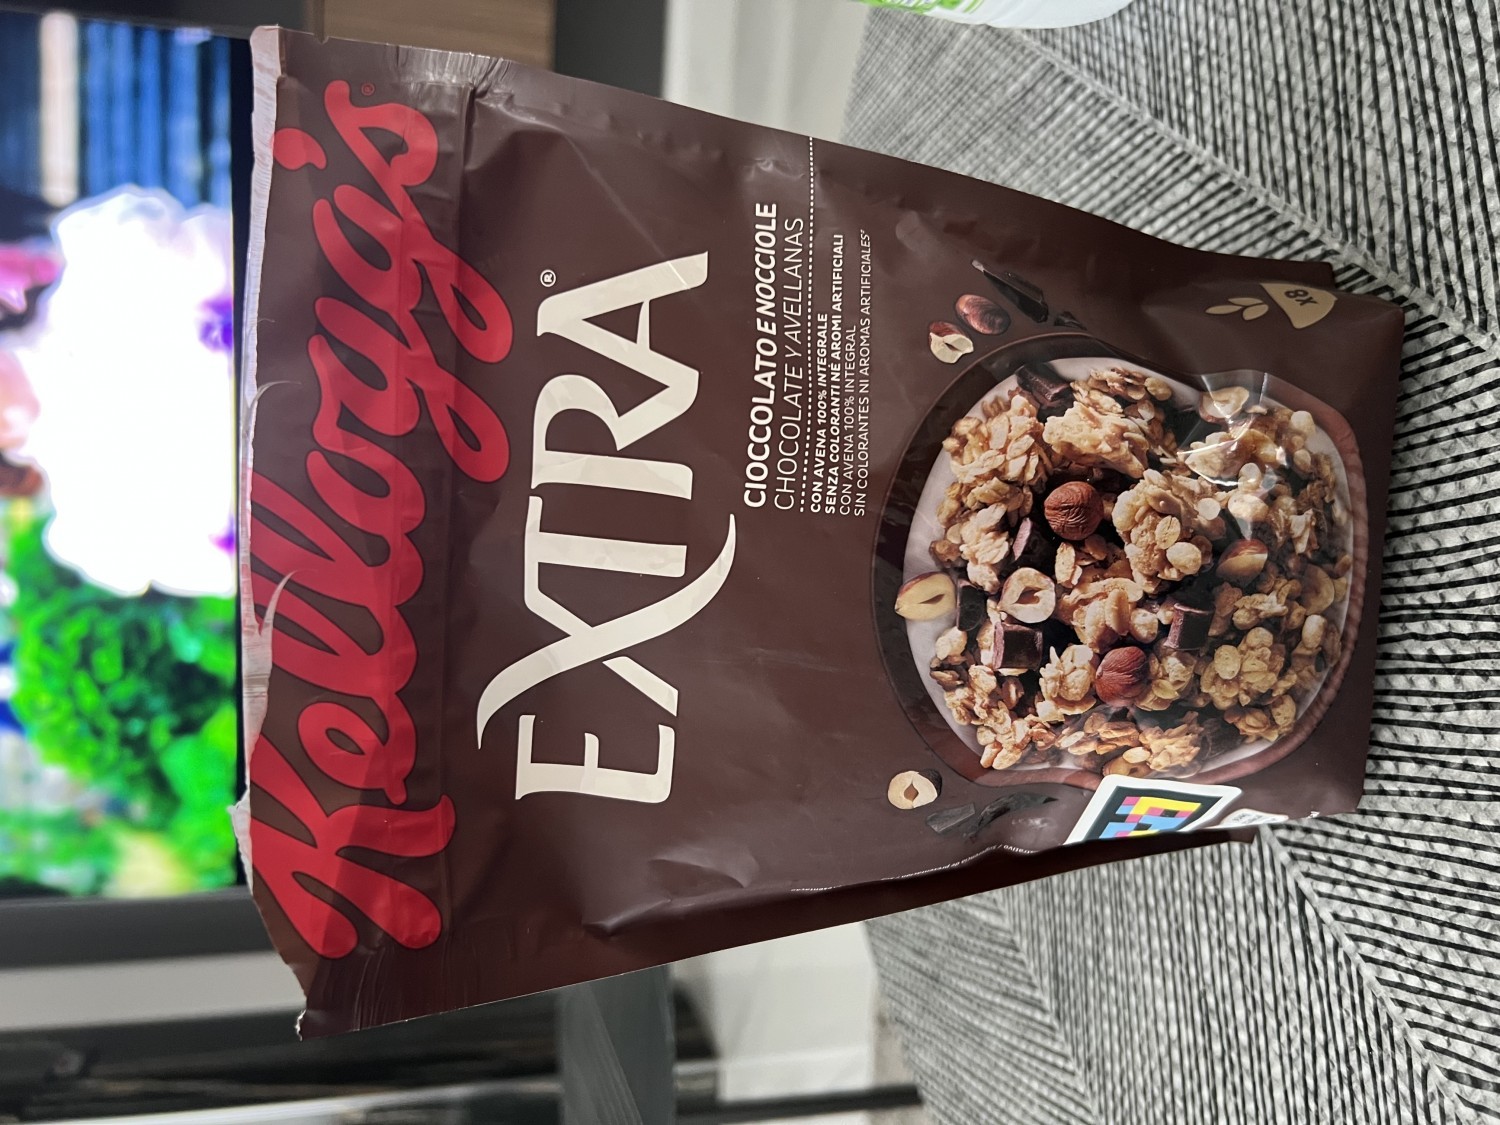 Kellogg's®
EXTRA®
CIOCCOLATO E NOCCIOLE
CHOCOLATE Y AVELLANAS
CON AVENA 100% INTEGRALE
SENZA COLORANTI NÉ AROMI ARTIFICIALI
CON AVENA 100% INTEGRAL
SIN COLORANTES NI AROMAS ARTIFICIALES*
8X